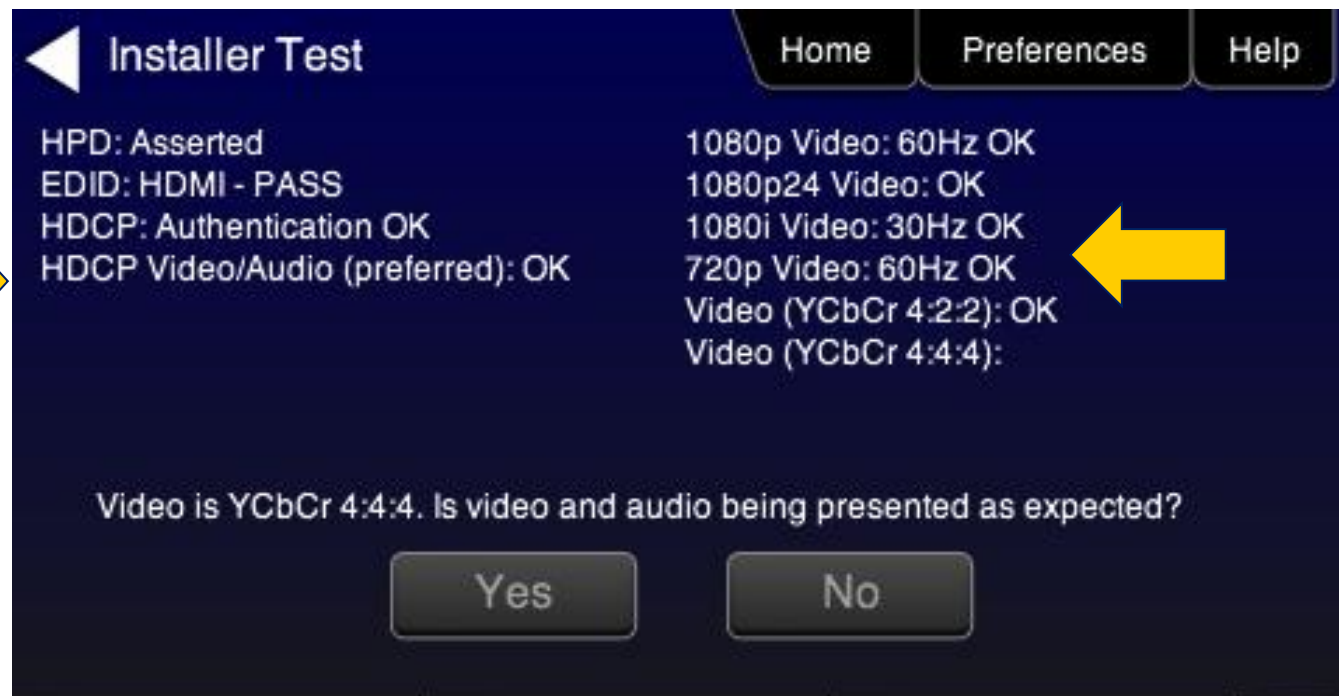 Installer Test
Home
Preferences
Help
HPD: Asserted
EDID: HDMI - PASS
HDCP: Authentication OK
HDCP Video/Audio (preferred): OK
1080p Video: 60Hz OK
1080p24 Video: OK
1080i Video: 30Hz OK
720p Video: 60Hz OK
Video (YCbCr 4:2:2): OK
Video (YCbCr 4:4:4):
Video is YCbCr 4:4:4. Is video and audio being presented as expected?
Yes
No